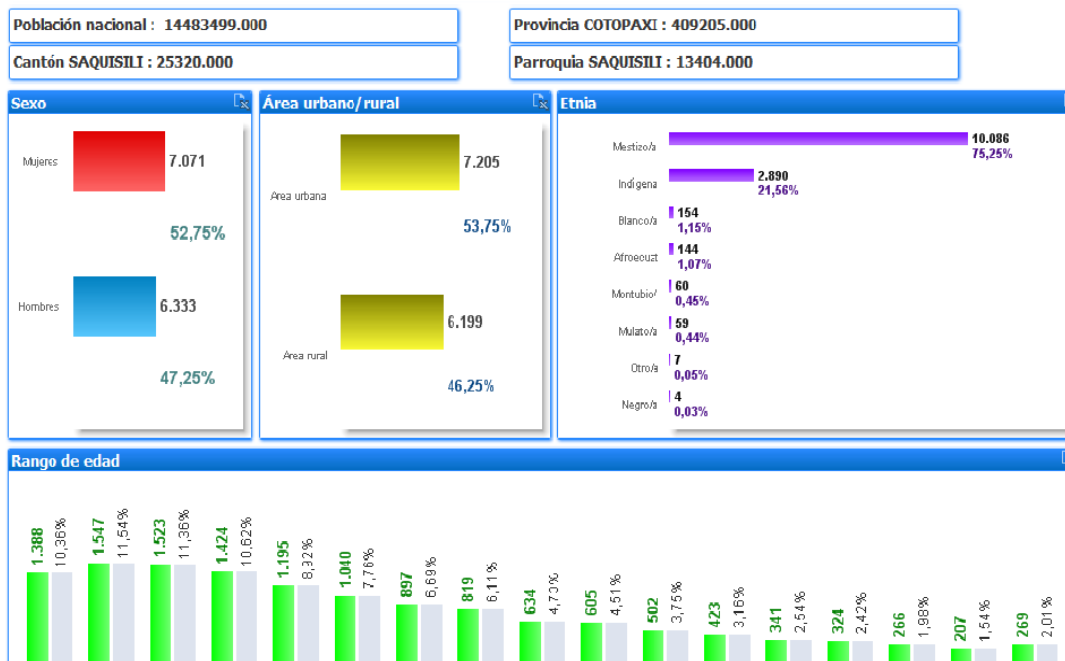 Población nacional : 14483499.000
Provincia COTOPAXI : 409205.000
Cantón SAQUISILI : 25320.000
Parroquia SAQUISILI : 13404.000
Sexo
Mujeres
7.071
52,75%
Hombres
6.333
47,25%
Área urbano/rural
Area urbana
7.205
53,75%
Area rural
6.199
46,25%
Etnia
Mestizo/a
10.086
75,25%
Indígena
2.890
21,56%
Blanco/a
154
1,15%
Afroecuat
144
1,07%
Montubio/
60
0,45%
Mulato/a
59
0,44%
Otro/a
7
0,05%
Negro/a
4
0,03%
Rango de edad
1.388
10,36%
1.547
11,54%
1.523
11,36%
1.424
10,62%
1.195
8,92%
1.040
7,76%
897
6,69%
819
6,11%
634
4,73%
605
4,51%
502
3,75%
423
3,16%
341
2,54%
324
2,42%
266
1,98%
207
1,54%
269
2,01%